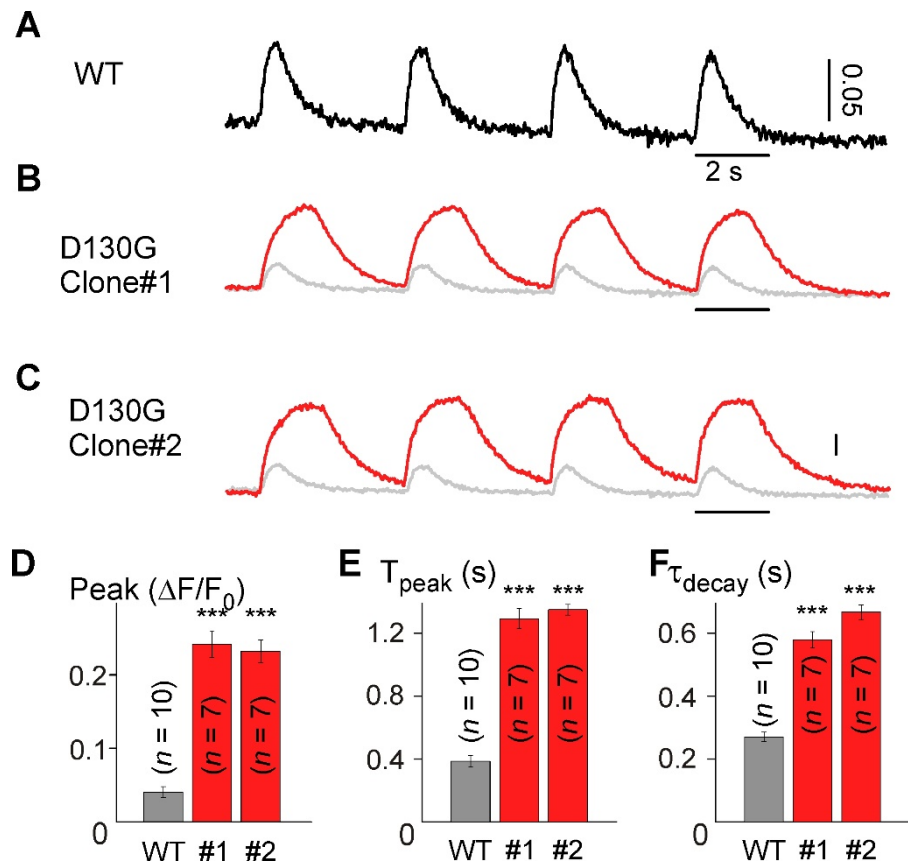 A
WT
0.05
2 s
B
D130G
Clone#1
C
D130G
Clone#2
D
Peak (ΔF/F0)
*** ***
0.2
0.1
0
(n = 10)
(n = 7)
(n = 7)
WT #1 #2
E
Tpeak (s)
*** ***
1.2
0.8
0.4
0
(n = 10)
(n = 7)
(n = 7)
WT #1 #2
F
τdecay (s)
***
***
0.6
0.4
0.2
0
(n = 10)
(n = 7)
(n = 7)
WT #1 #2